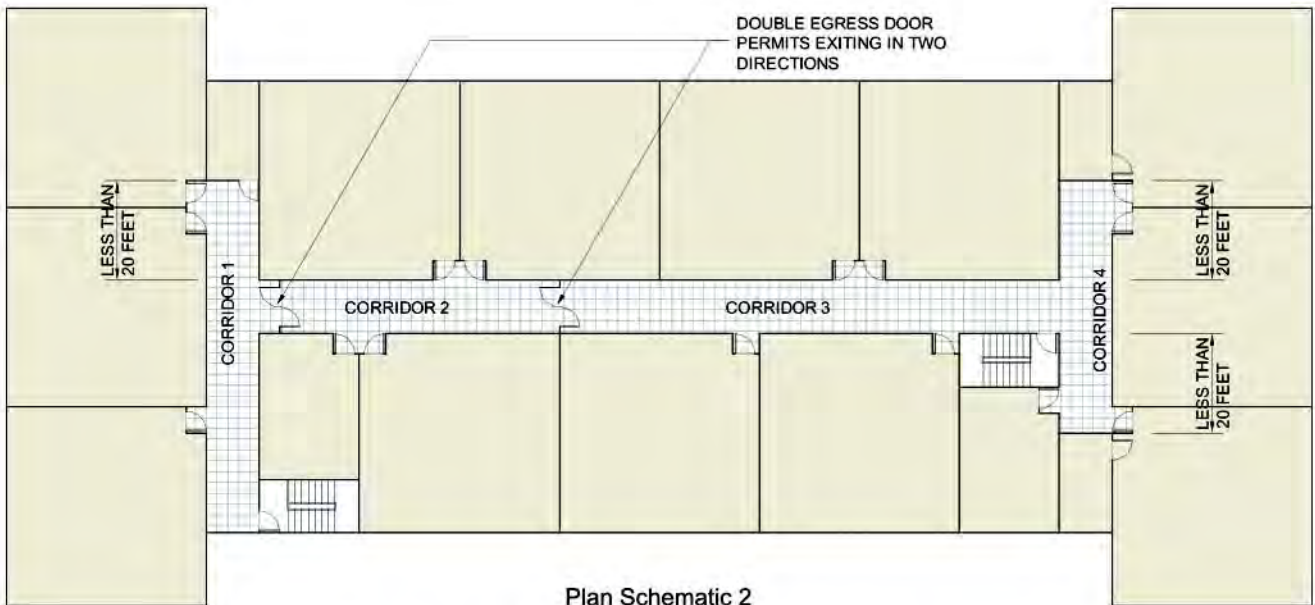 DOUBLE EGRESS DOOR
PERMITS EXITING IN TWO
DIRECTIONS
LESS THAN
20 FEET
CORRIDOR 1
CORRIDOR 2
CORRIDOR 3
CORRIDOR 4
LESS THAN
20 FEET
LESS THAN
20 FEET
Plan Schematic 2